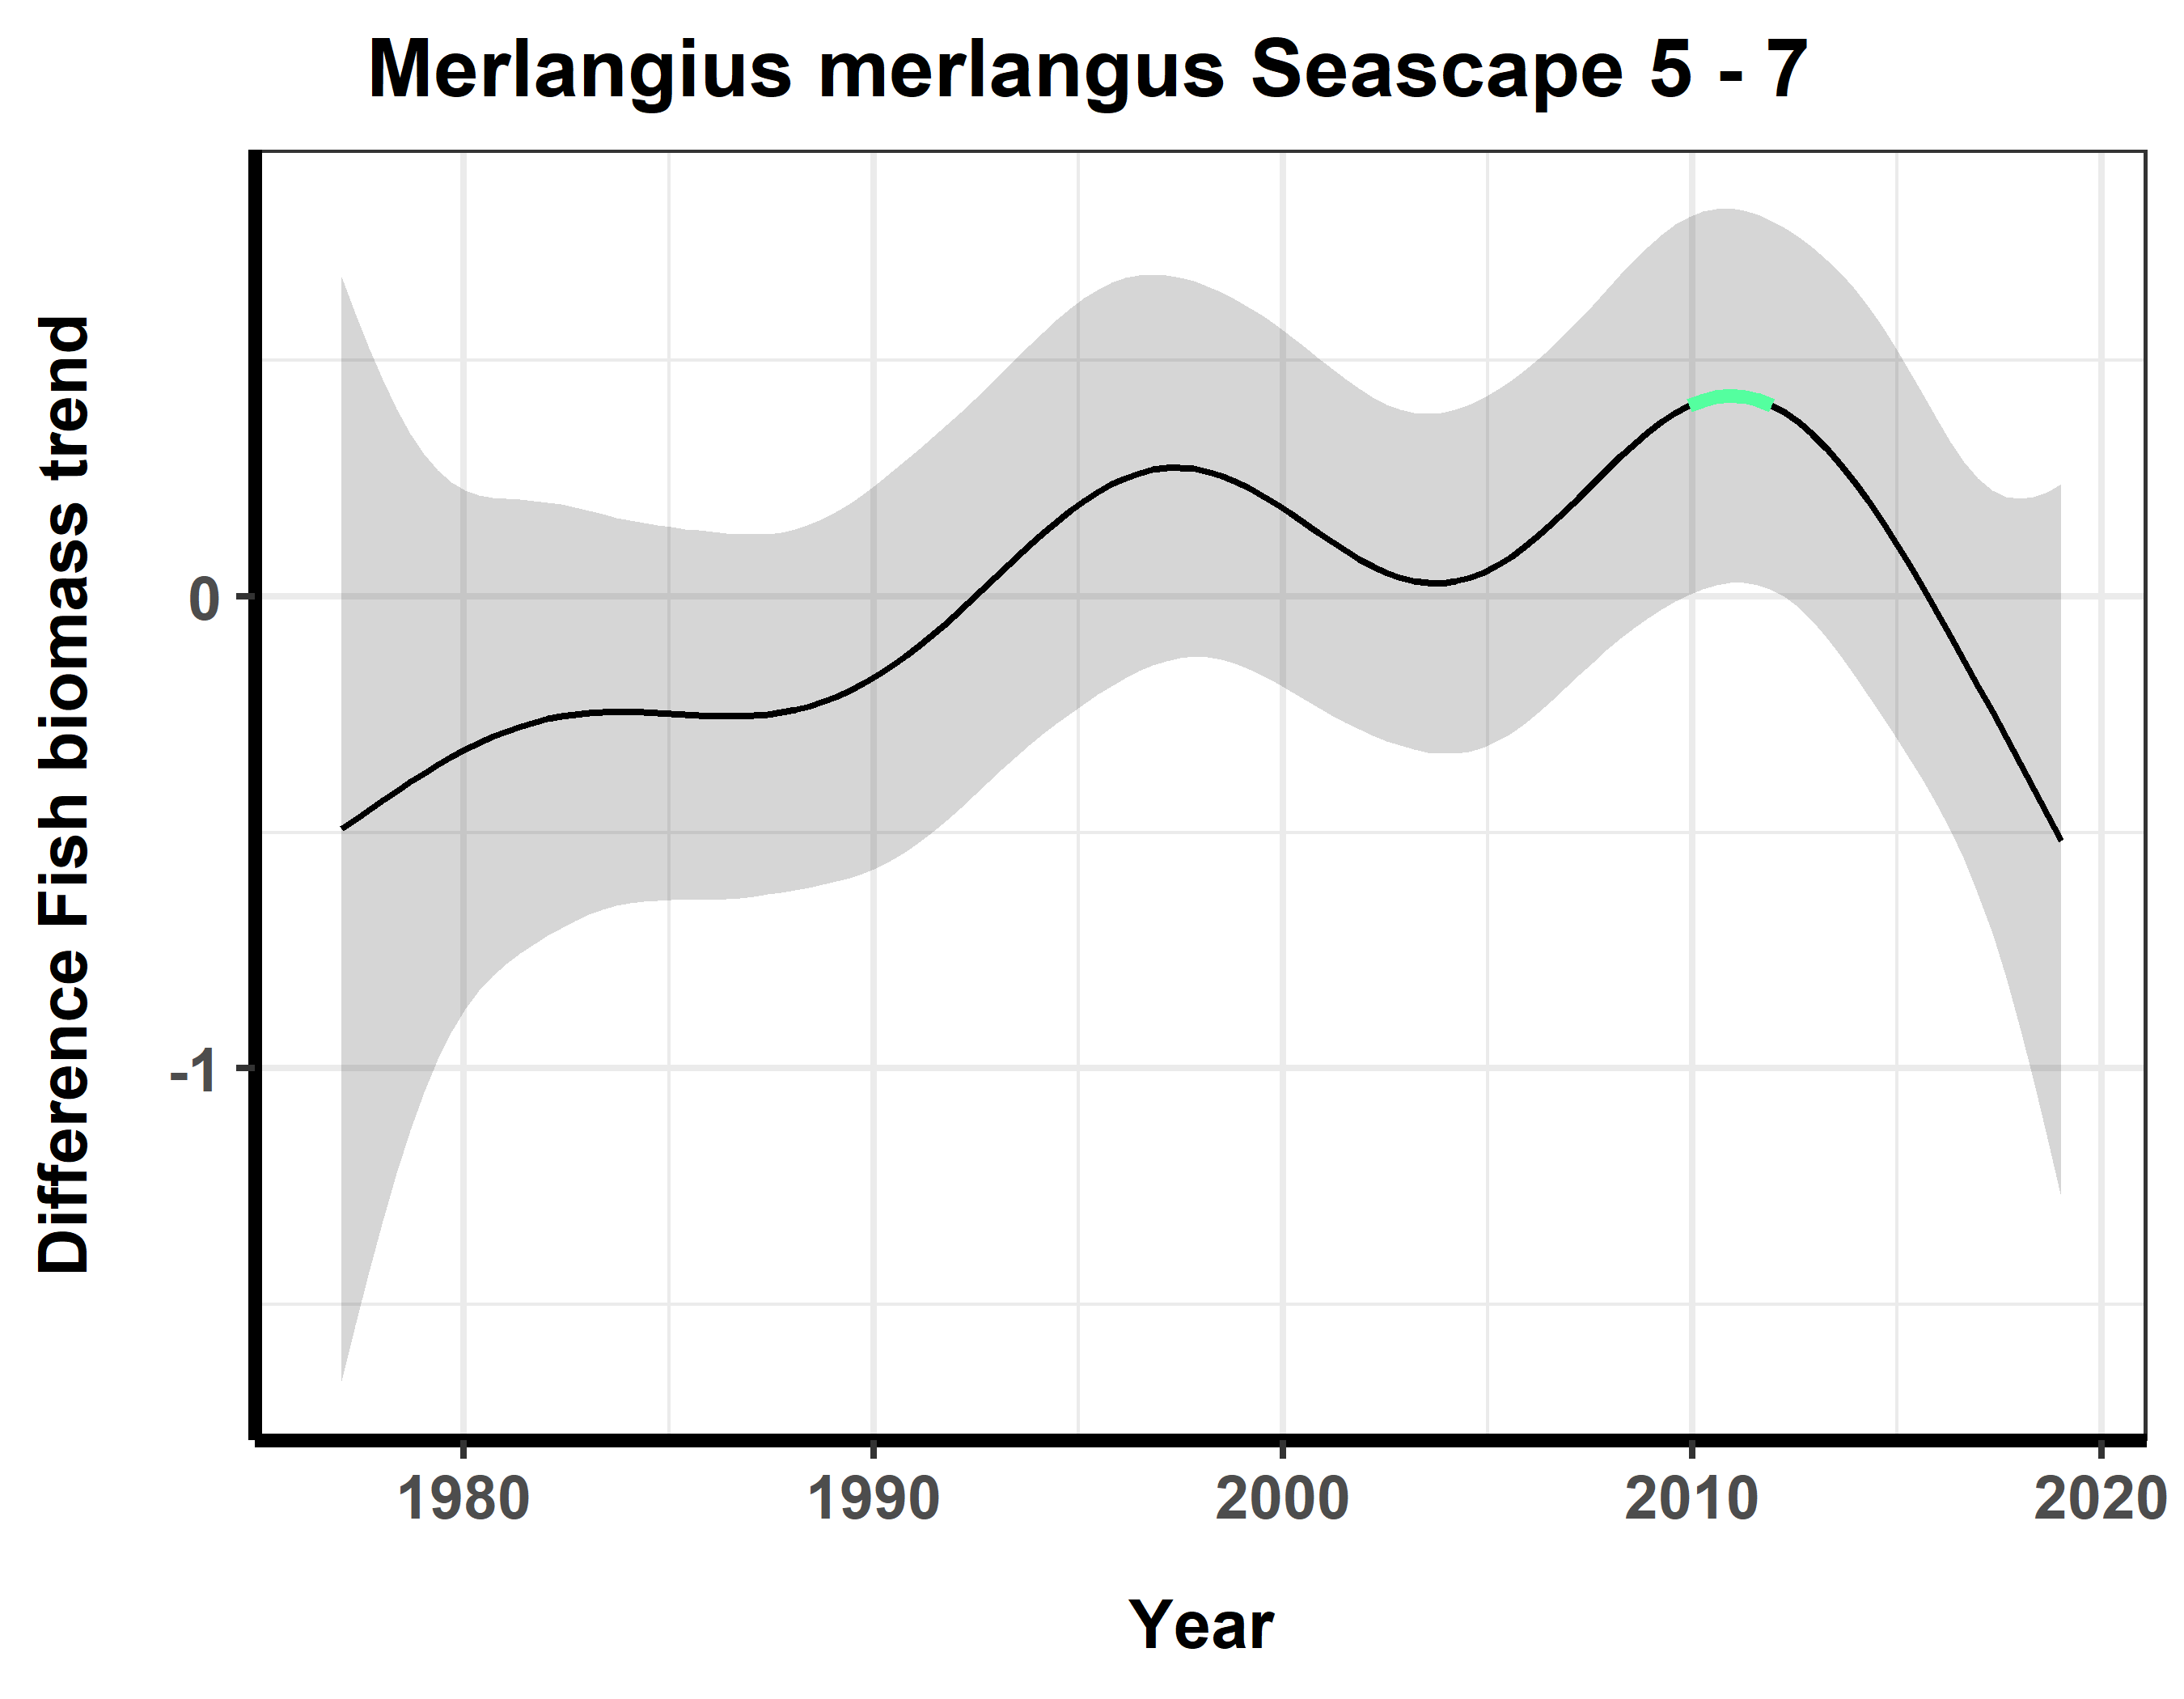 Merlangius merlangus Seascape 5 - 7
Difference Fish biomass trend
0
-1
1980
1990
2000
2010
2020
Year